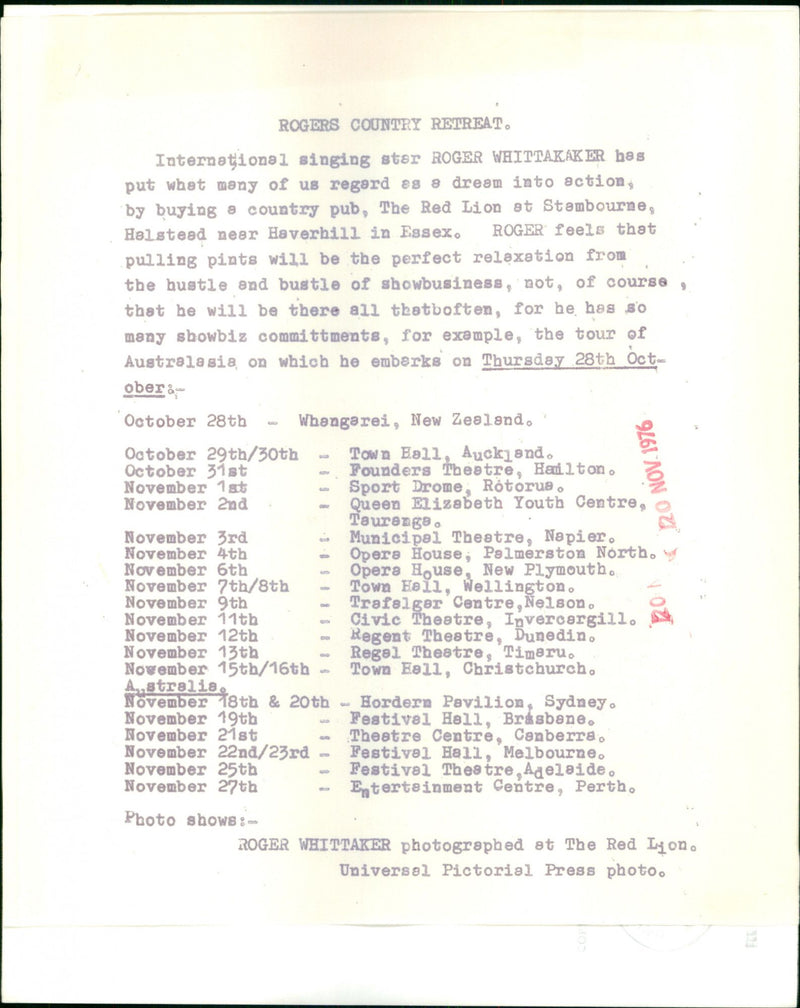 ROGERS COUNTRY RETREAT.
International singing star ROGER WHITTAKAKER has
put what many of us regard as a dream into action,
by buying a country pub, The Red Lion at Stambourne,
Halstead near Haverhill in Essex. ROGER feels that
pulling pints will be the perfect relaxation from
the hustle and bustle of showbusiness, not, of course ,
that he will be there all thatboften, for he has so
many showbiz committments, for example, the tour of
Australasia on which he embarks on Thursday 28th Oct-
ober:-
October 28th - Whangarei, New Zealand.
October 29th/30th - Town Hall, Auckland.
October 31st - Founders Theatre, Hamilton.
November 1st - Sport Drome, Rotorua.
November 2nd - Queen Elizabeth Youth Centre,
Tauranga.
November 3rd - Municipal Theatre, Napier.
November 4th - Opera House, Palmerston North.
November 6th - Opera House, New Plymouth.
November 7th/8th - Town Hall, Wellington.
November 9th - Trafalgar Centre,Nelson.
November 11th - Civic Theatre, Invercargill.
November 12th - Regent Theatre, Dunedin.
November 13th - Regal Theatre, Timaru.
November 15th/16th - Town Hall, Christchurch.
Australia.
November 18th & 20th - Hordern Pavilion, Sydney.
November 19th - Festival Hall, Brisbane.
November 21st - Theatre Centre, Canberra.
November 22nd/23rd - Festival Hall, Melbourne.
November 25th - Festival Theatre,Adelaide.
November 27th - Entertainment Centre, Perth.
Photo shows:-
ROGER WHITTAKER photographed at The Red Lion.
Universal Pictorial Press photo.
20 NOV 1976